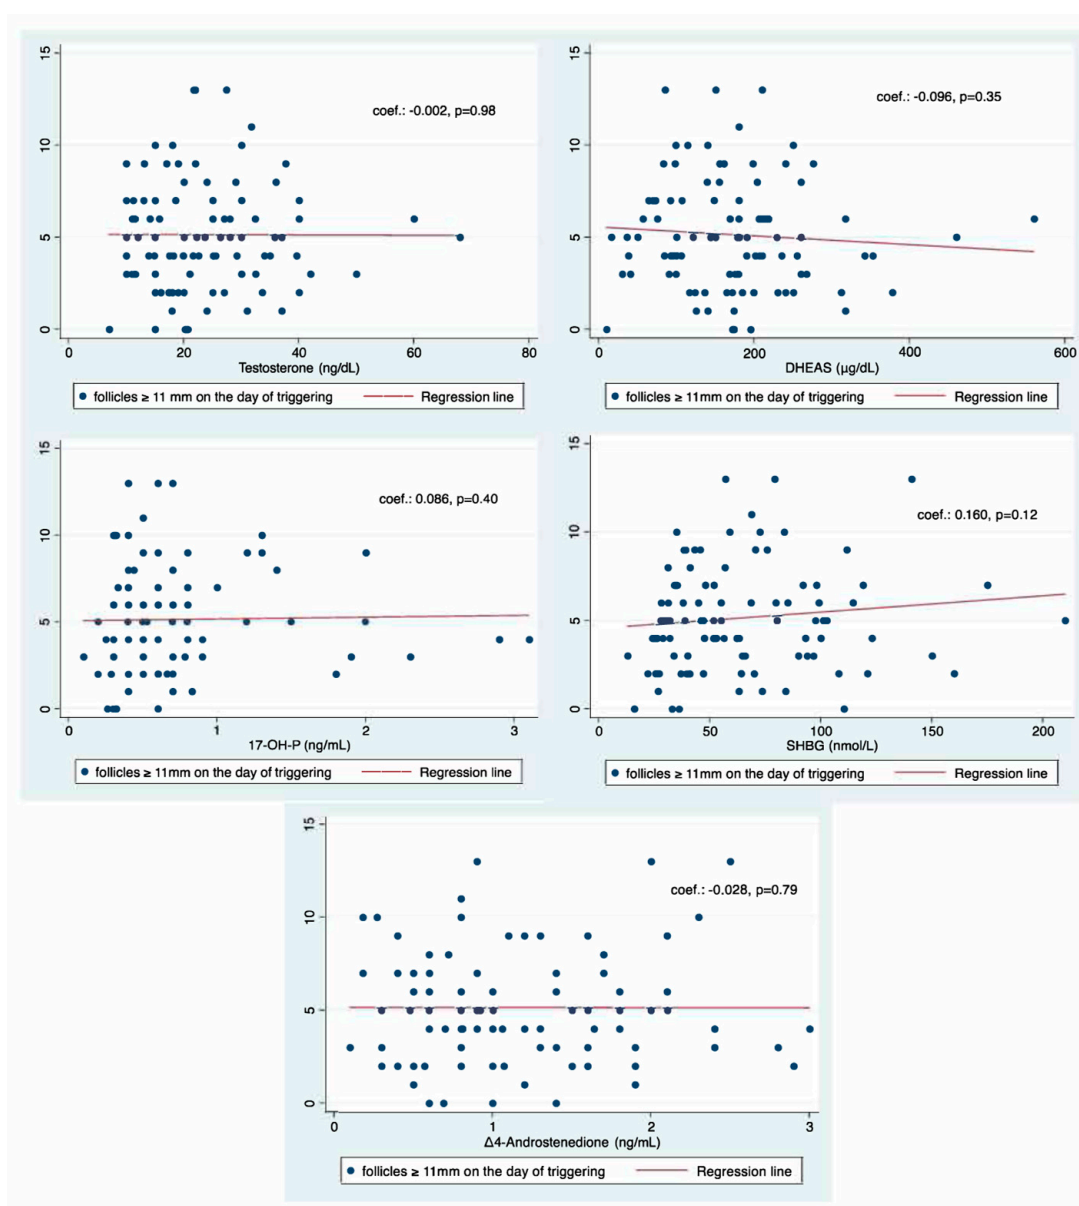 15
10
5
0
coef.: -0.002, p=0.98
0 20 40 60 80
Testosterone (ng/dL)
follicles ≥ 11 mm on the day of triggering Regression line
15
10
5
0
coef.: -0.096, p=0.35
0 200 400 600
DHEAS (µg/dL)
follicles ≥ 11mm on the day of triggering Regression line
15
10
5
0
coef.: 0.086, p=0.40
0 1 2 3
17-OH-P (ng/mL)
follicles ≥ 11mm on the day of triggering Regression line
15
10
5
0
coef.: 0.160, p=0.12
0 50 100 150 200
SHBG (nmol/L)
follicles ≥ 11mm on the day of triggering Regression line
15
10
5
0
coef.: -0.028, p=0.79
0 1 2 3
Δ4-Androstenedione (ng/mL)
follicles ≥ 11mm on the day of triggering Regression line